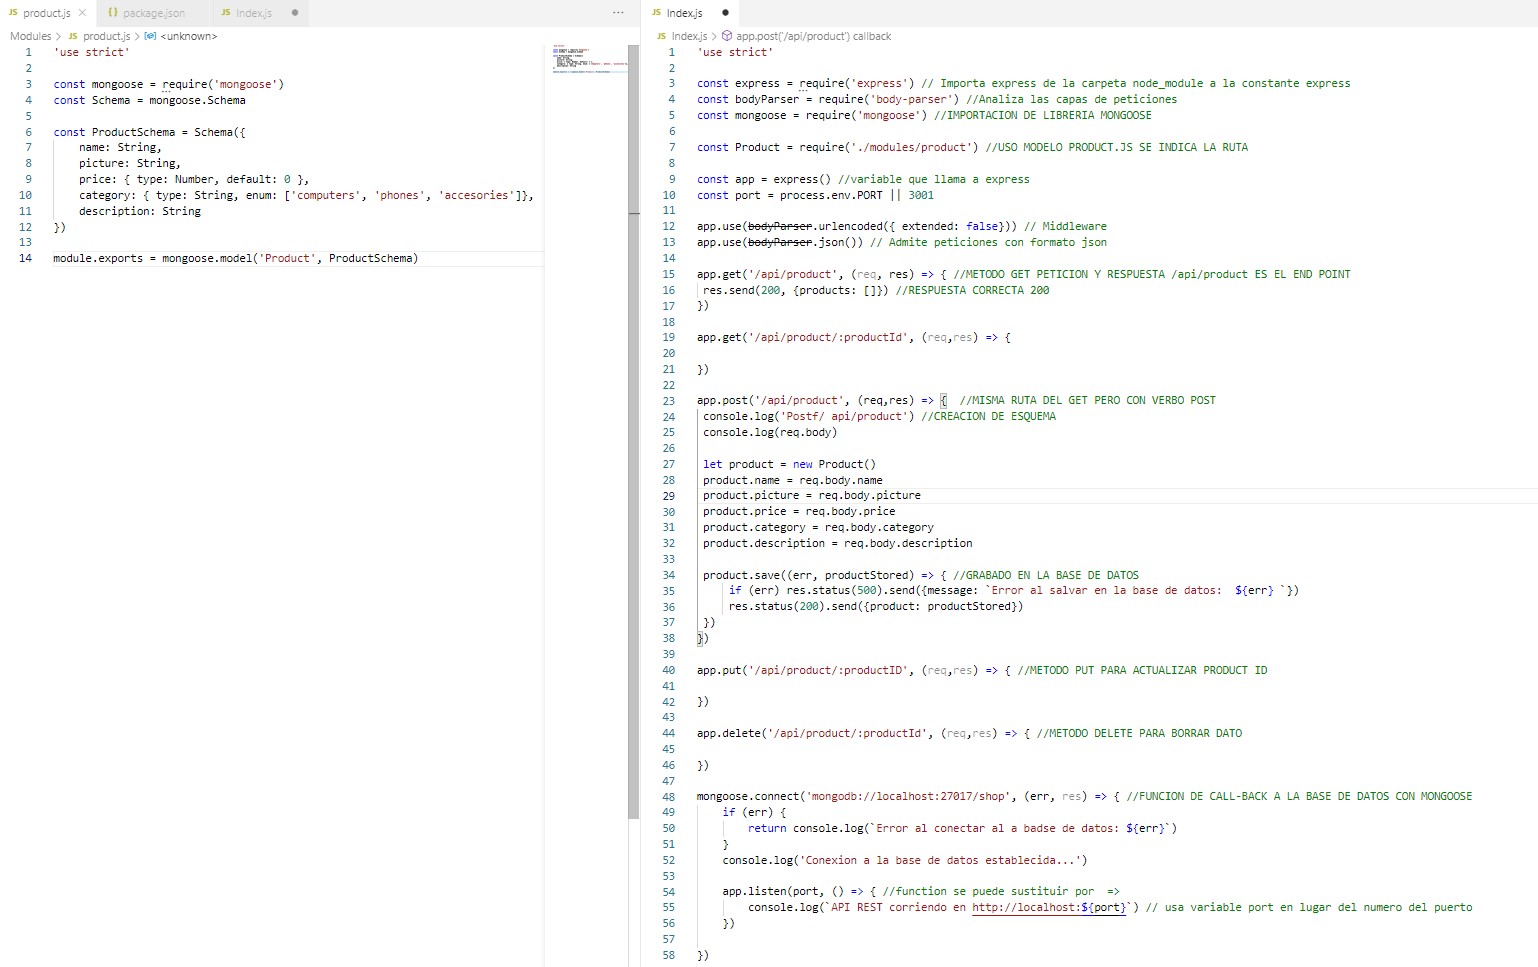 JS product.js × {} package.json JS Index.js ● ···
Modules > JS product.js > <unknown>
1 'use strict'
2
3 const mongoose = require('mongoose')
4 const Schema = mongoose.Schema
5
6 const ProductSchema = Schema({
7 name: String,
8 picture: String,
9 price: { type: Number, default: 0 },
10 category: { type: String, enum: ['computers', 'phones', 'accesories']},
11 description: String
12 })
13
14 module.exports = mongoose.model('Product', ProductSchema)
JS Index.js ●
JS Index.js > app.post('/api/product') callback
1 'use strict'
2
3 const express = require('express') // Importa express de la carpeta node_module a la constante express
4 const bodyParser = require('body-parser') //Analiza las capas de peticiones
5 const mongoose = require('mongoose') //IMPORTACION DE LIBRERIA MONGOOSE
6
7 const Product = require('./modules/product') //USO MODELO PRODUCT.JS SE INDICA LA RUTA
8
9 const app = express() //variable que llama a express
10 const port = process.env.PORT || 3001
11
12 app.use(bodyParser.urlencoded({ extended: false})) // Middleware
13 app.use(bodyParser.json()) // Admite peticiones con formato json
14
15 app.get('/api/product', (req, res) => { //METODO GET PETICION Y RESPUESTA /api/product ES EL END POINT
16 res.send(200, {products: []}) //RESPUESTA CORRECTA 200
17 })
18
19 app.get('/api/product/:productId', (req,res) => {
20
21 })
22
23 app.post('/api/product', (req,res) => { //MISMA RUTA DEL GET PERO CON VERBO POST
24 console.log('Postf/ api/product') //CREACION DE ESQUEMA
25 console.log(req.body)
26
27 let product = new Product()
28 product.name = req.body.name
29 product.picture = req.body.picture
30 product.price = req.body.price
31 product.category = req.body.category
32 product.description = req.body.description
33
34 product.save((err, productStored) => { //GRABADO EN LA BASE DE DATOS
35 if (err) res.status(500).send({message: `Error al salvar en la base de datos:  ${err} `})
36 res.status(200).send({product: productStored})
37 })
38 })
39
40 app.put('/api/product/:productID', (req,res) => { //METODO PUT PARA ACTUALIZAR PRODUCT ID
41
42 })
43
44 app.delete('/api/product/:productId', (req,res) => { //METODO DELETE PARA BORRAR DATO
45
46 })
47
48 mongoose.connect('mongodb://localhost:27017/shop', (err, res) => { //FUNCION DE CALL-BACK A LA BASE DE DATOS CON MONGOOSE
49 if (err) {
50 return console.log(`Error al conectar al a badse de datos: ${err}`)
51 }
52 console.log('Conexion a la base de datos establecida...')
53
54 app.listen(port, () => { //function se puede sustituir por  =>
55 console.log(`API REST corriendo en http://localhost:${port}`) // usa variable port en lugar del numero del puerto
56 })
57
58 })